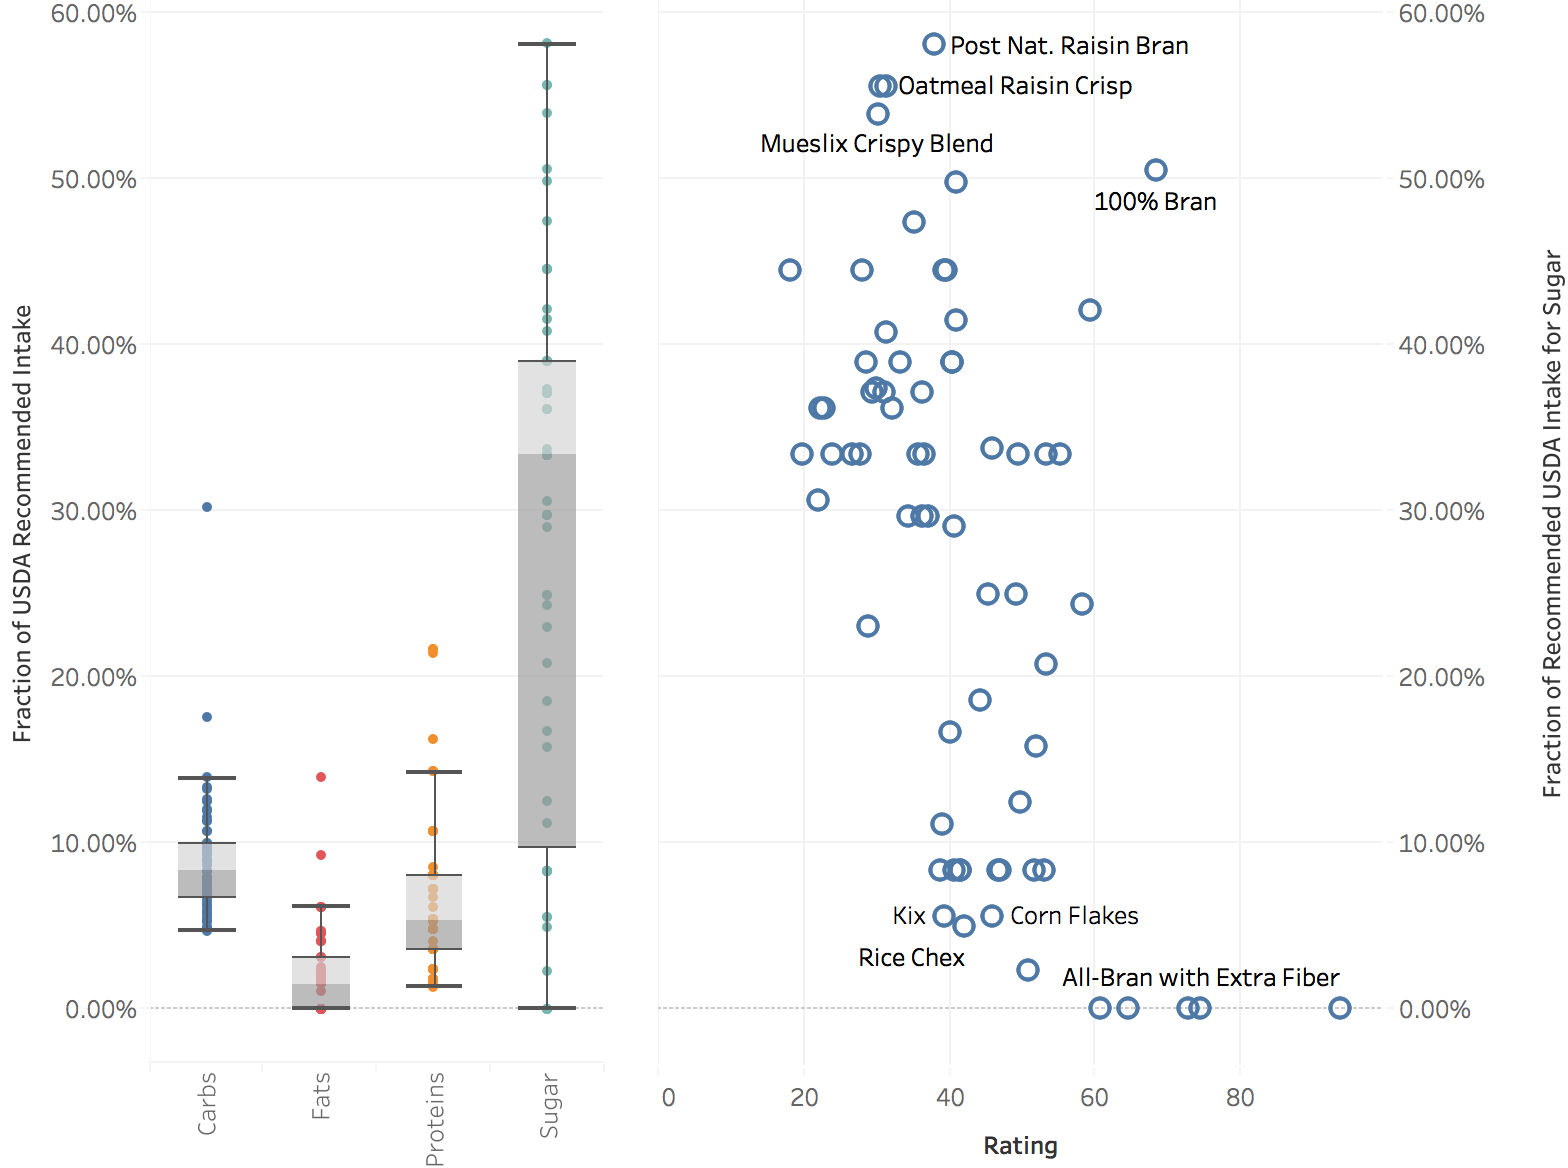 60.00%
50.00%
40.00%
30.00%
20.00%
10.00%
0.00%
Fraction of USDA Recommended Intake
Carbs
Fats
Proteins
Sugar
Post Nat. Raisin Bran
Oatmeal Raisin Crisp
Mueslix Crispy Blend
100% Bran
Kix
Corn Flakes
Rice Chex
All-Bran with Extra Fiber
0
20
40
60
80
Rating
60.00%
50.00%
40.00%
30.00%
20.00%
10.00%
0.00%
Fraction of Recommended USDA Intake for Sugar